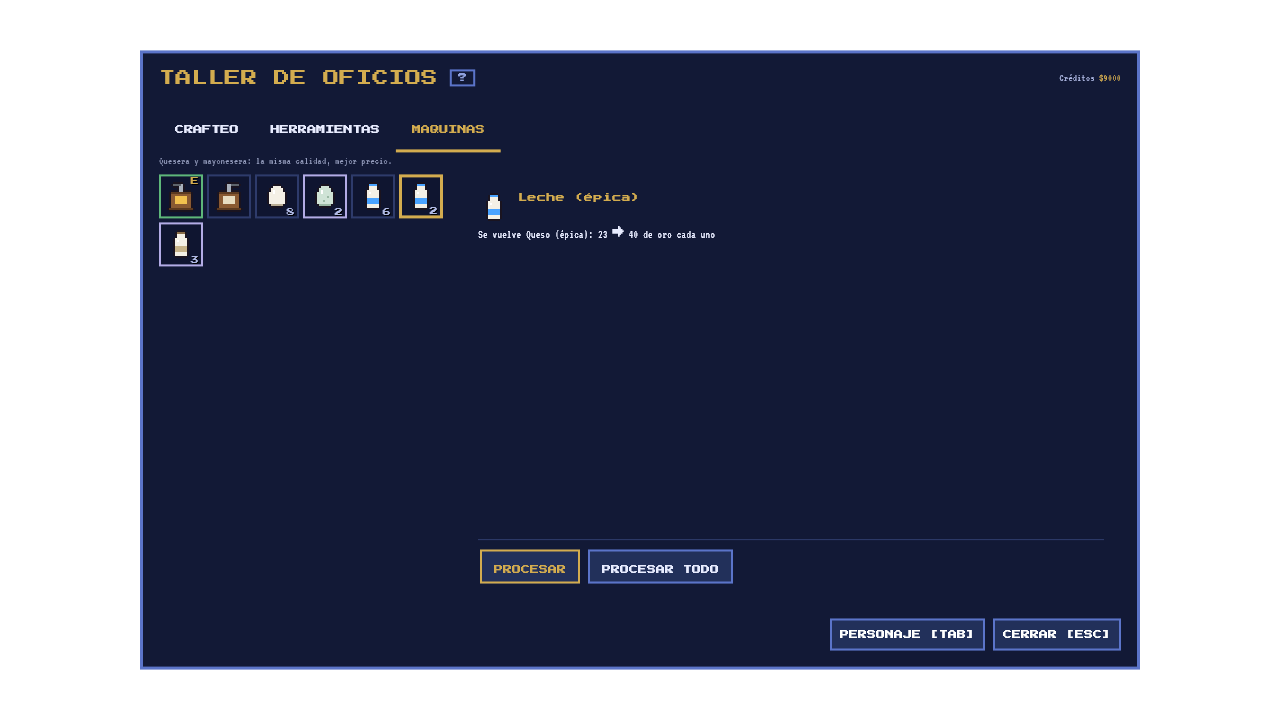 TALLER DE OFICIOS ?
Créditos $9000
CRAFTEO HERRAMIENTAS MAQUINAS
Quesera y mayonesera: la misma calidad, mejor precio.
E
8 2 6 2
3
Leche (épica)
Se vuelve Queso (épica): 23 40 de oro cada uno
PROCESAR PROCESAR TODO
PERSONAJE [TAB] CERRAR [ESC]